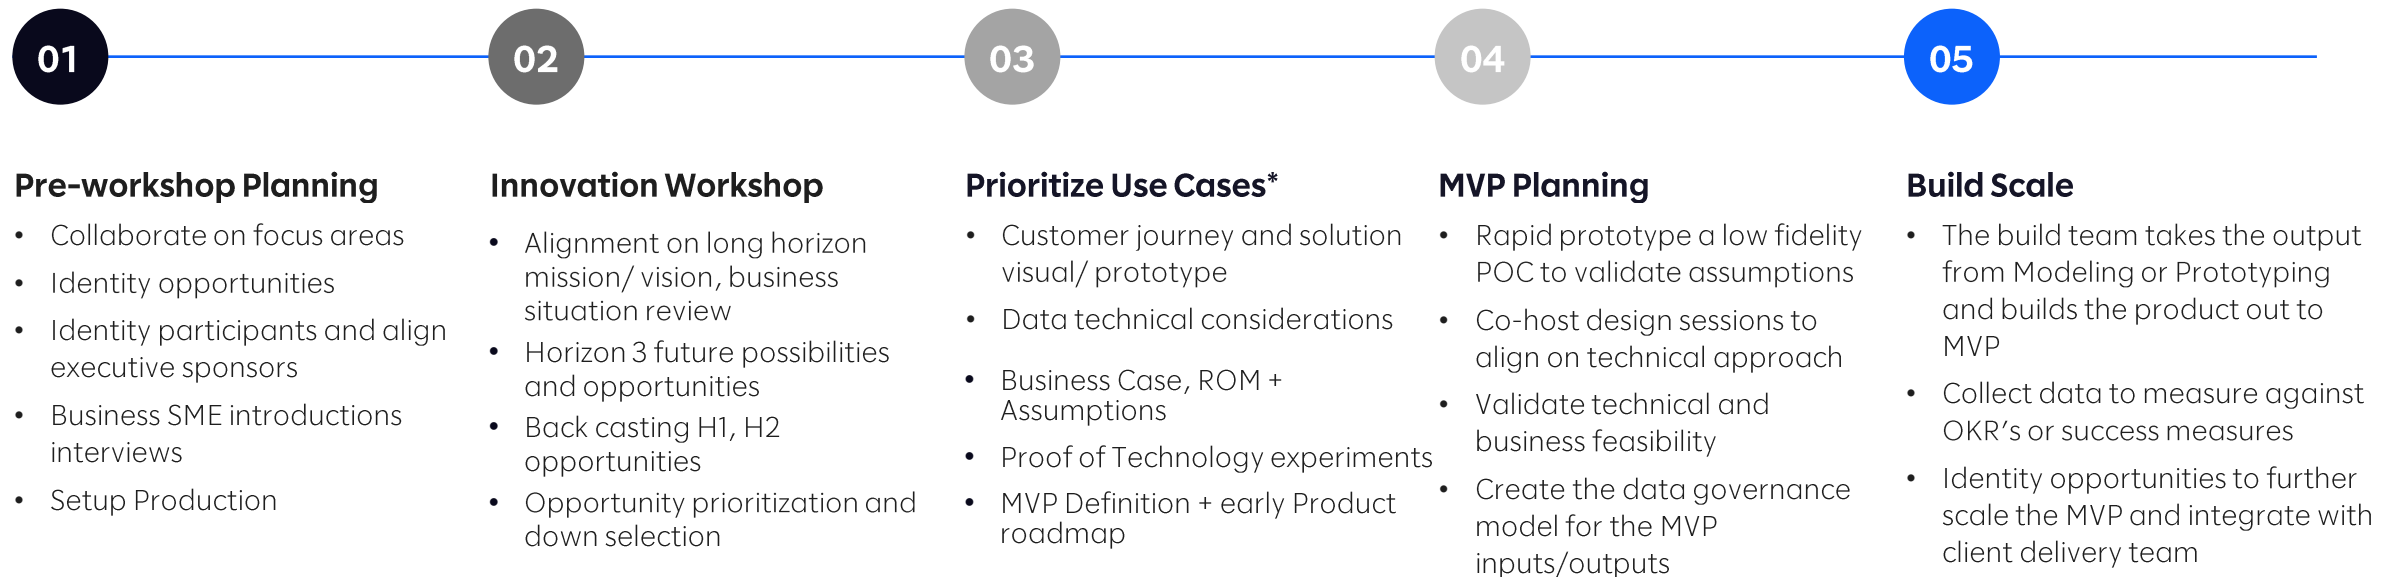 01
02
03
04
05
Pre-workshop Planning
• Collaborate on focus areas
• Identity opportunities
• Identity participants and align
executive sponsors
• Business SME introductions
interviews
• Setup Production
Innovation Workshop
• Alignment on long horizon
mission/ vision, business
situation review
• Horizon 3 future possibilities
and opportunities
• Back casting H1, H2
opportunities
• Opportunity prioritization and
down selection
Prioritize Use Cases*
• Customer journey and solution
visual/ prototype
• Data technical considerations
• Business Case, ROM +
Assumptions
• Proof of Technology experiments
• MVP Definition + early Product
roadmap
MVP Planning
• Rapid prototype a low fidelity
POC to validate assumptions
• Co-host design sessions to
align on technical approach
• Validate technical and
business feasibility
• Create the data governance
model for the MVP
inputs/outputs
Build Scale
• The build team takes the output
from Modeling or Prototyping
and builds the product out to
MVP
• Collect data to measure against
OKR’s or success measures
• Identity opportunities to further
scale the MVP and integrate with
client delivery team